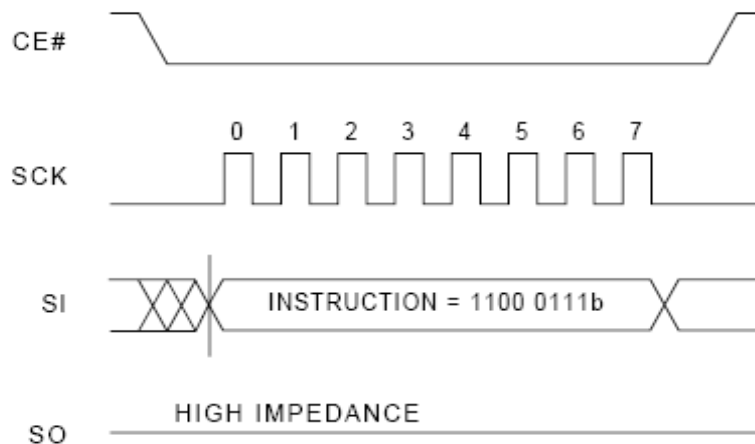 CE#
0 1 2 3 4 5 6 7
SCK
SI INSTRUCTION = 1100 0111b
HIGH IMPEDANCE
SO